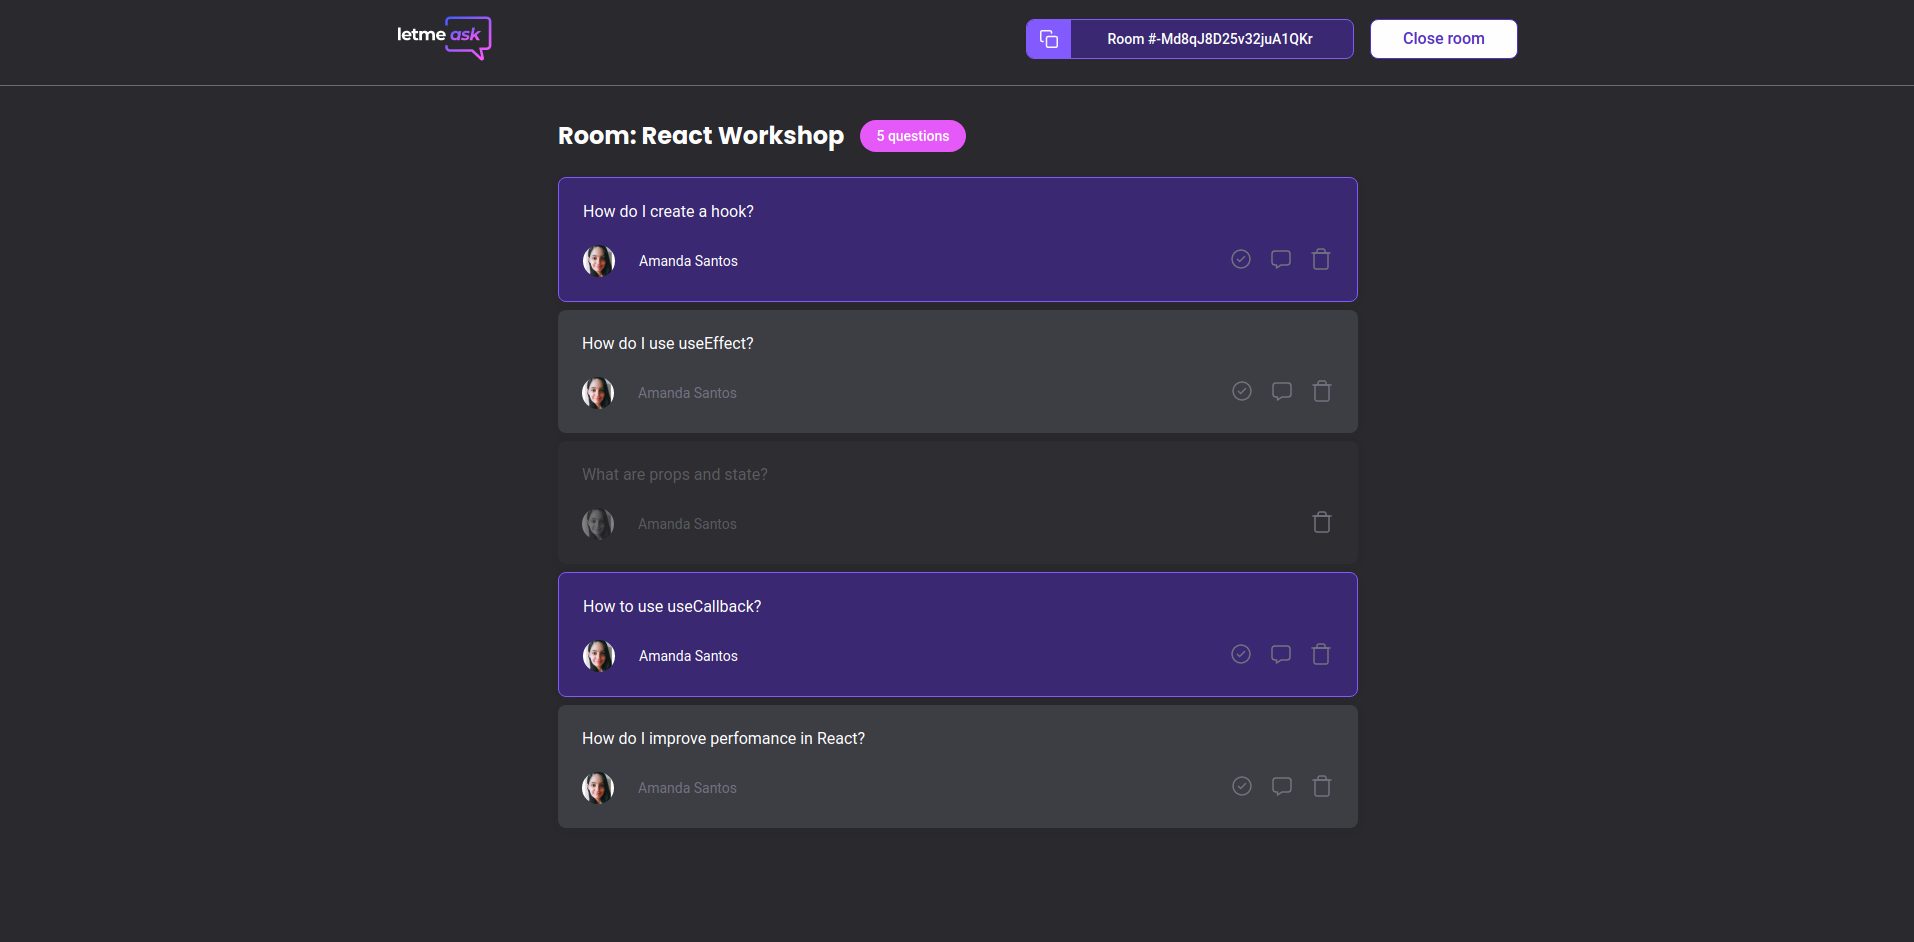 letme ask
Room #-Md8qJ8D25v32juA1QKr
Close room
Room: React Workshop
5 questions
How do I create a hook?
Amanda Santos
How do I use useEffect?
Amanda Santos
What are props and state?
Amanda Santos
How to use useCallback?
Amanda Santos
How do I improve perfomance in React?
Amanda Santos